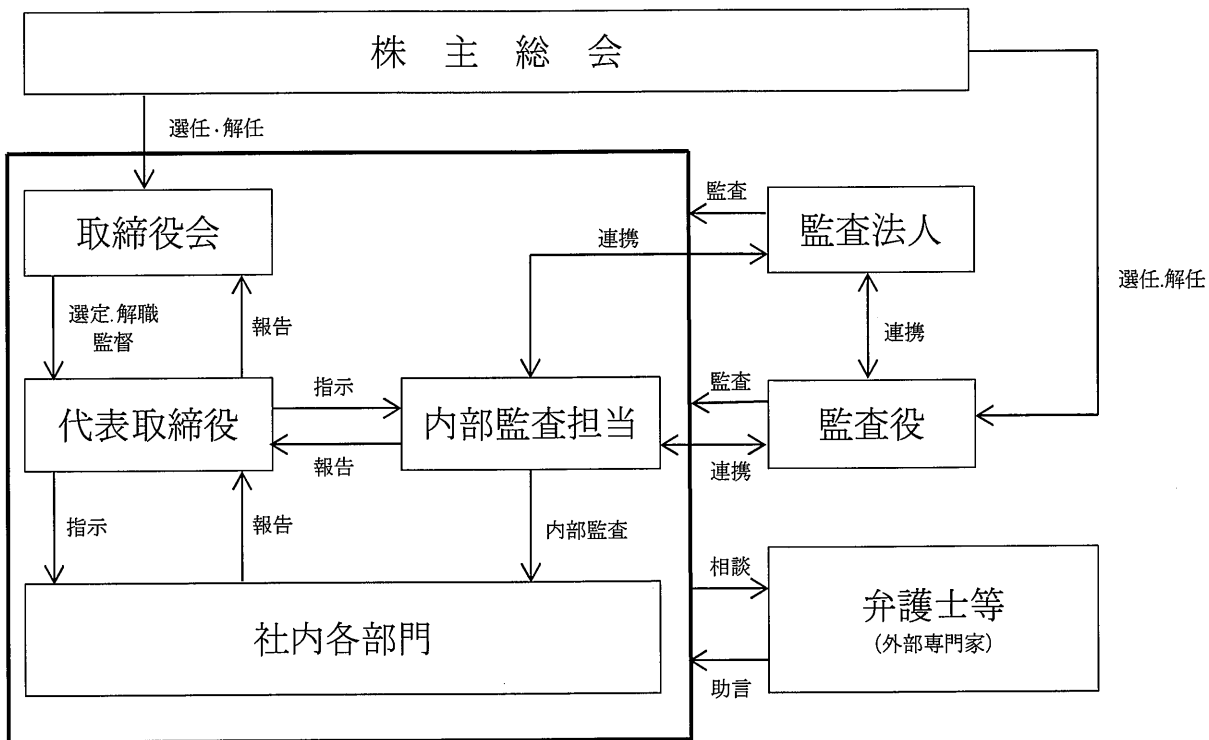 株主総会
選任・解任
取締役会
監査
監査法人
連携
選任.解任
選定.解職
監督
報告
連携
代表取締役
指示
報告
内部監査担当
監査
連携
監査役
指示
報告
内部監査
相談
弁護士等
(外部専門家)
助言
社内各部門